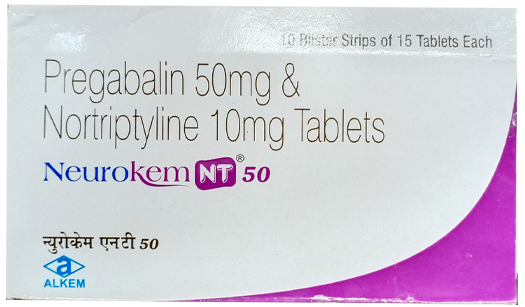 10 Blister Strips of 15 Tablets Each
Pregabalin 50mg &
Nortriptyline 10mg Tablets
Neurokem NT® 50
न्युरोकेम एनटी 50
a
ALKEM